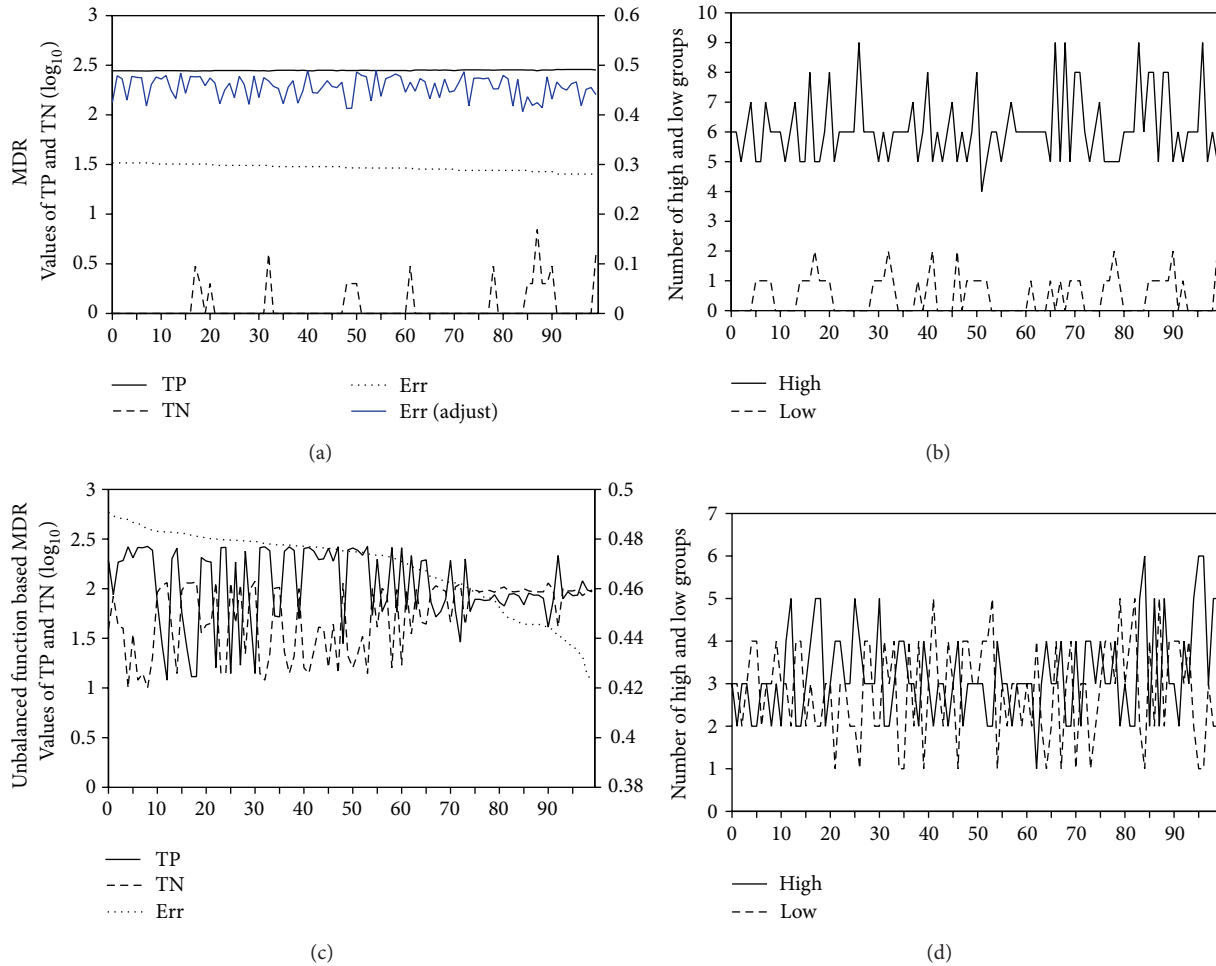 MDR
Values of TP and TN (log10)
3
2.5
2
1.5
1
0.5
0
0.6
0.5
0.4
0.3
0.2
0.1
0
0 10 20 30 40 50 60 70 80 90
TP
TN
Err
Err (adjust)
(a)
Number of high and low groups
10
9
8
7
6
5
4
3
2
1
0
0 10 20 30 40 50 60 70 80 90
High
Low
(b)
Unbalanced function based MDR
Values of TP and TN (log10)
3
2.5
2
1.5
1
0.5
0
0.5
0.48
0.46
0.44
0.42
0.4
0.38
0 10 20 30 40 50 60 70 80 90
TP
TN
Err
(c)
Number of high and low groups
7
6
5
4
3
2
1
0
0 10 20 30 40 50 60 70 80 90
High
Low
(d)